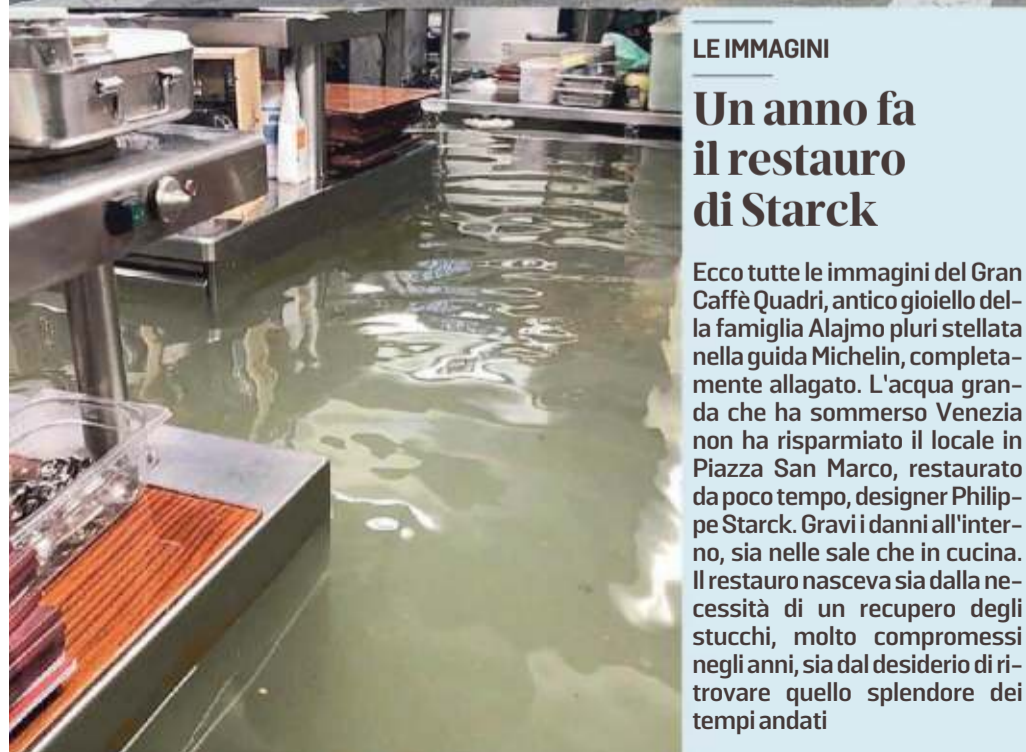 LE IMMAGINI
Un anno fa
il restauro
di Starck
Ecco tutte le immagini del Gran
Caffè Quadri, antico gioiello del-
la famiglia Alajmo pluri stellata
nella guida Michelin, completa-
mente allagato. L'acqua gran-
da che ha sommerso Venezia
non ha risparmiato il locale in
Piazza San Marco, restaurato
da poco tempo, designer Philip-
pe Starck. Gravi i danni all'inter-
no, sia nelle sale che in cucina.
Il restauro nasceva sia dalla ne-
cessità di un recupero degli
stucchi, molto compromessi
negli anni, sia dal desiderio di ri-
trovare quello splendore dei
tempi andati